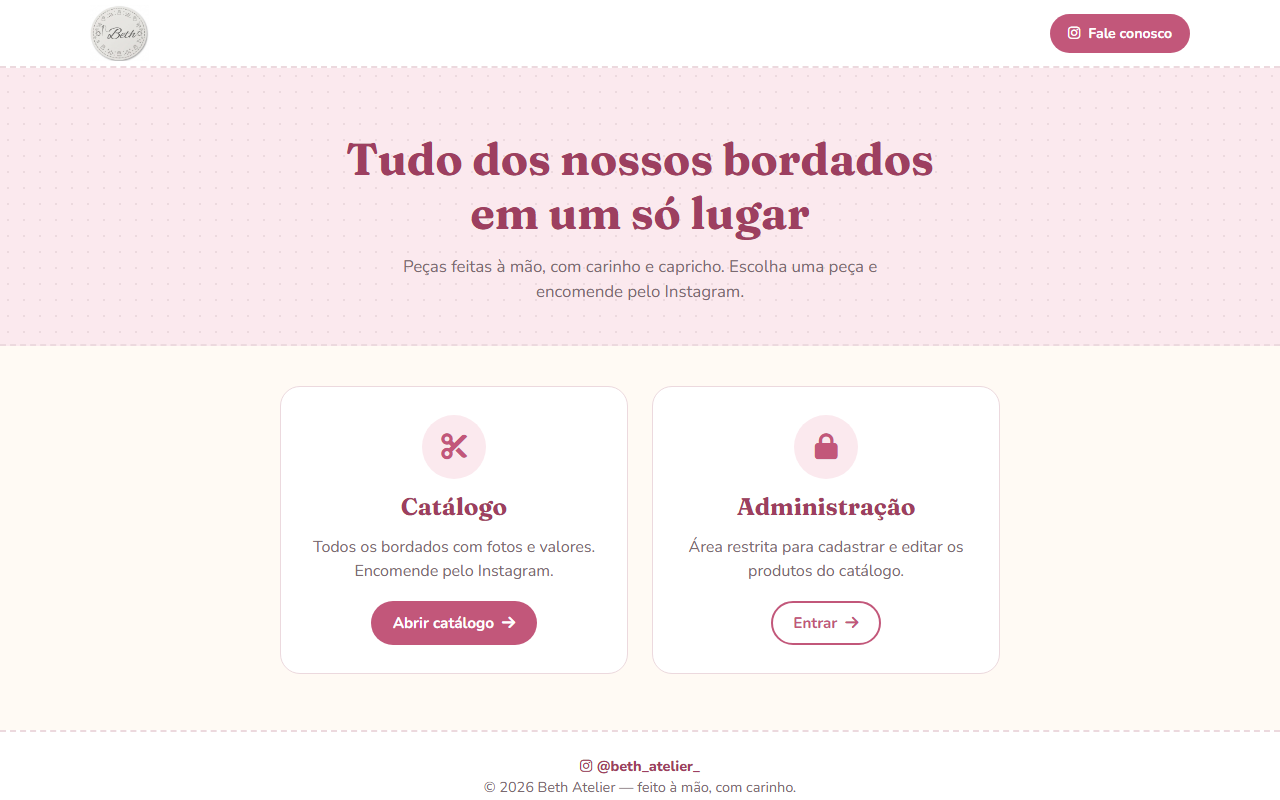 Beth
Fale conosco
Tudo dos nossos bordados
em um só lugar
Peças feitas à mão, com carinho e capricho. Escolha uma peça e
encomende pelo Instagram.
Catálogo
Todos os bordados com fotos e valores.
Encomende pelo Instagram.
Abrir catálogo →
Administração
Área restrita para cadastrar e editar os
produtos do catálogo.
Entrar →
@beth_atelier_
© 2026 Beth Atelier — feito à mão, com carinho.